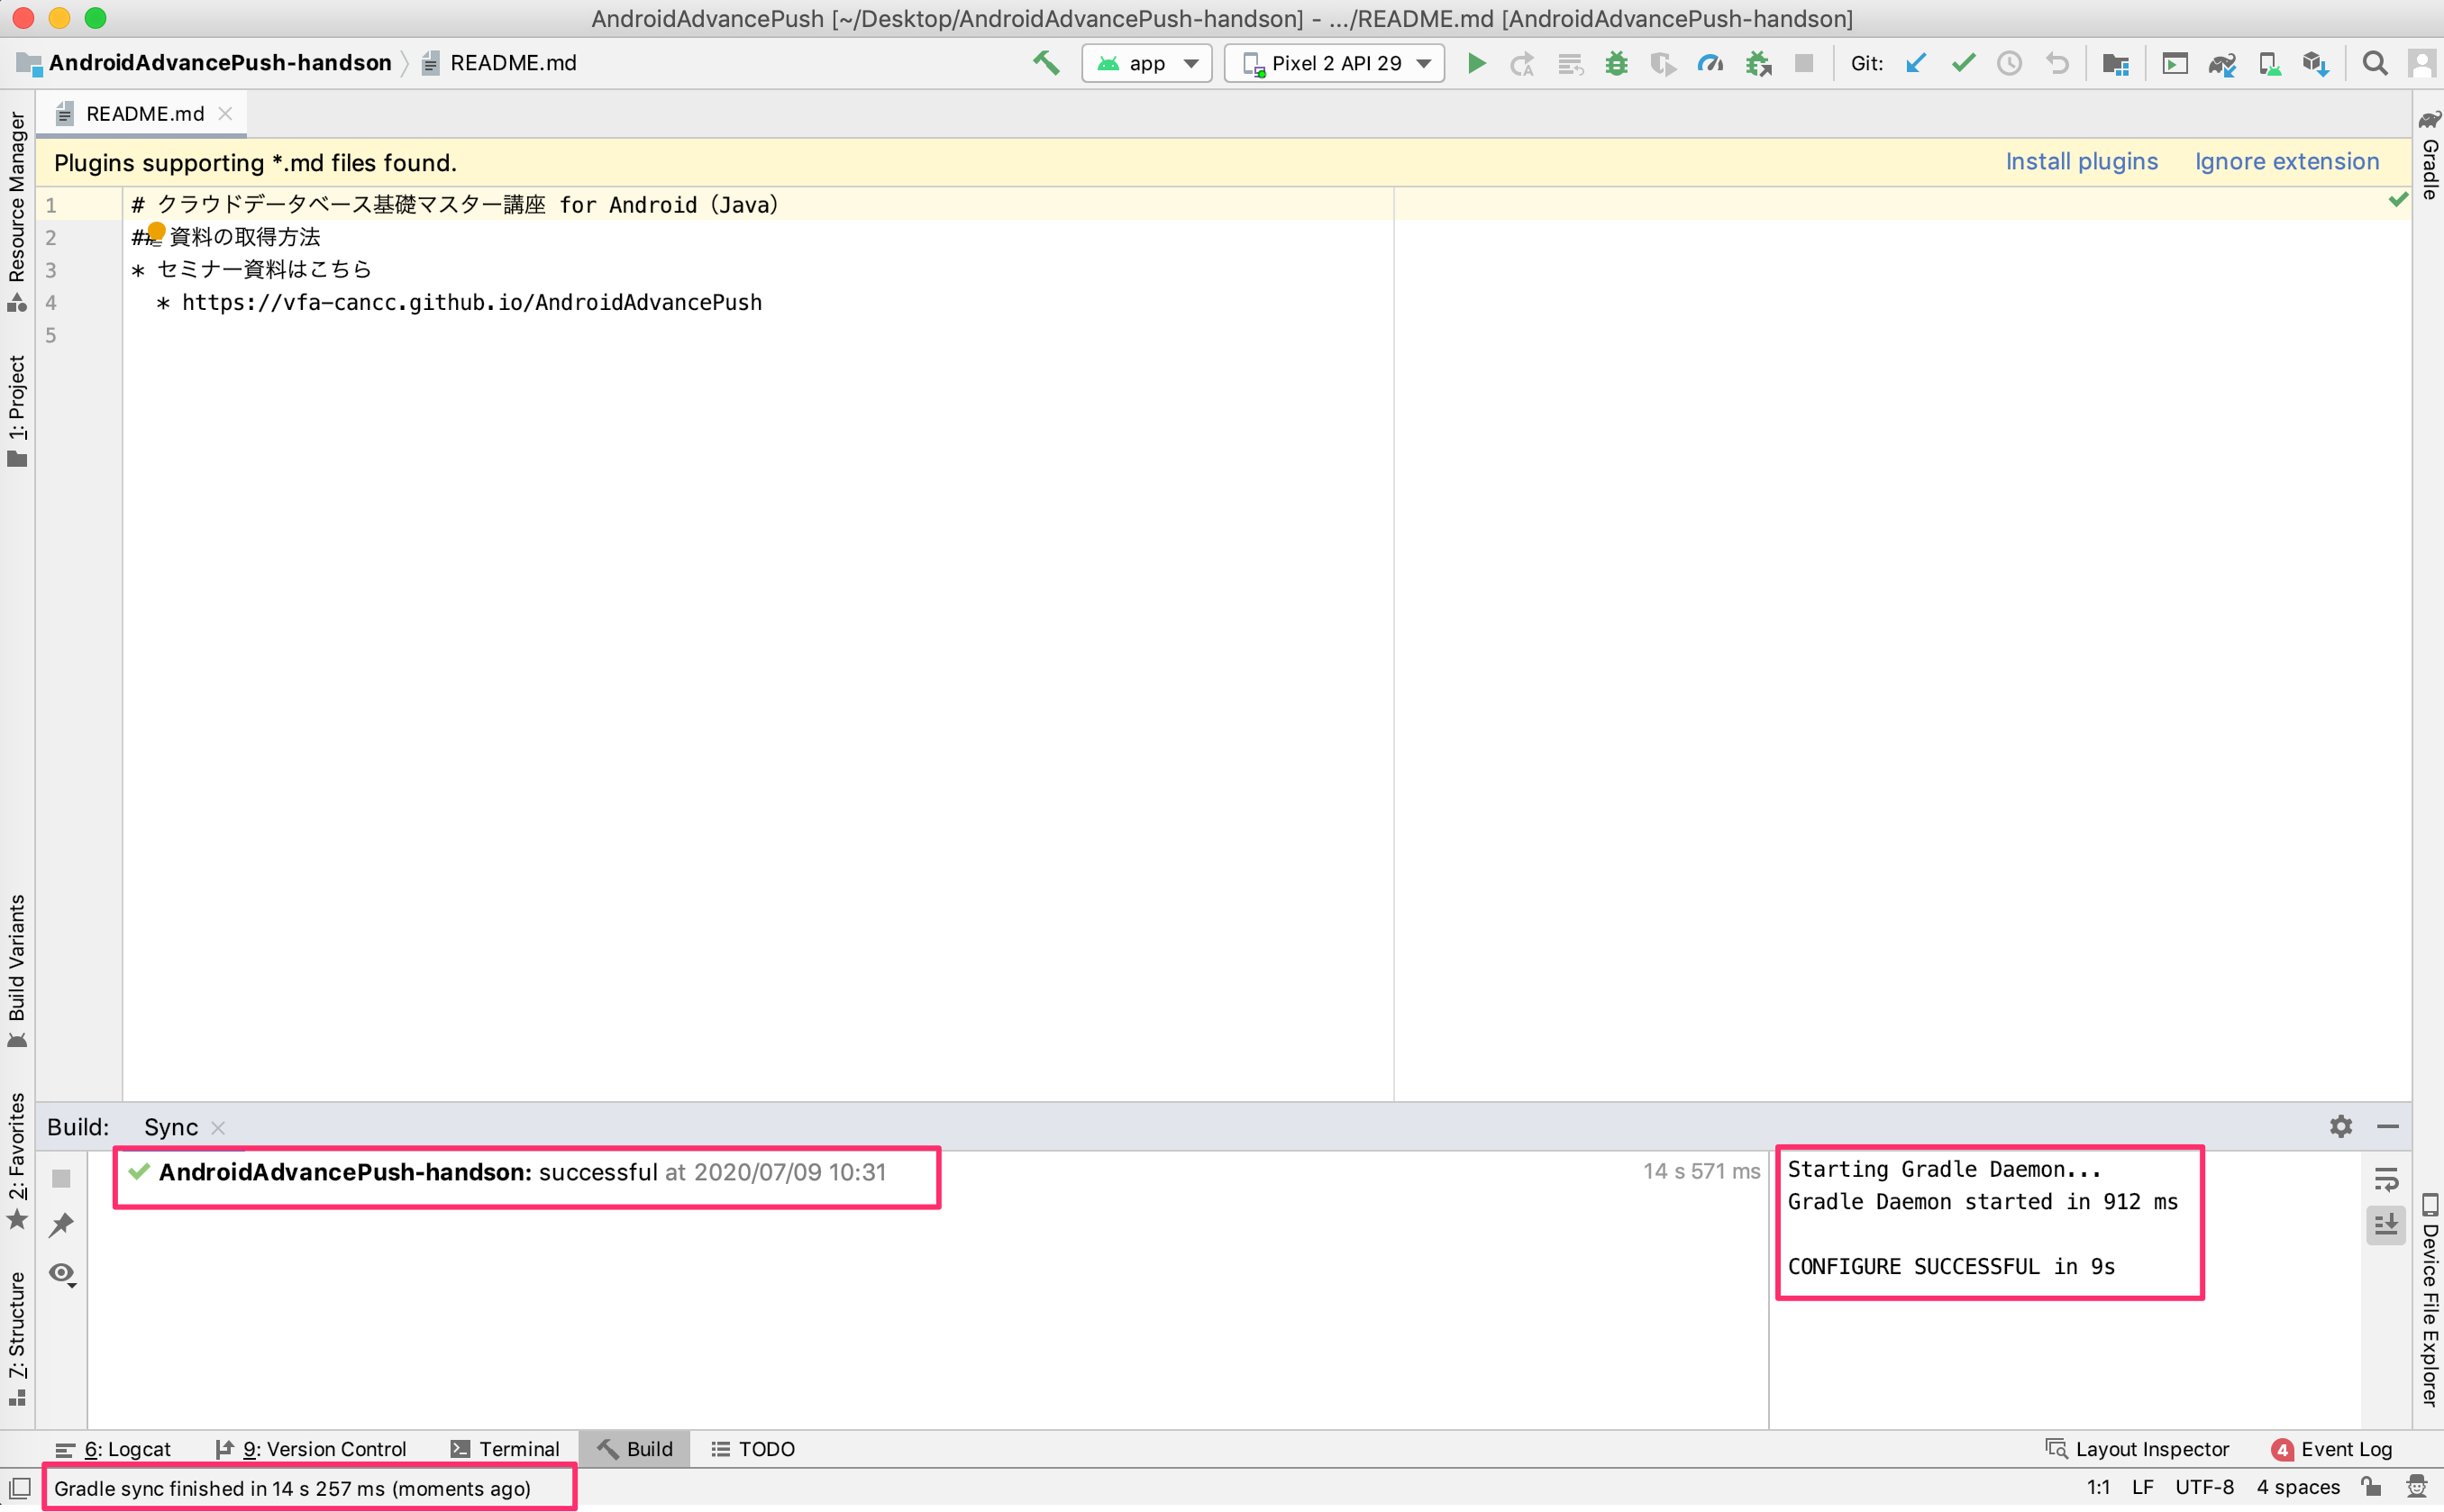 AndroidAdvancePush [~/Desktop/AndroidAdvancePush-handson] - .../README.md [AndroidAdvancePush-handson]
AndroidAdvancePush-handson README.md
app
Pixel 2 API 29
Git:
README.md
Plugins supporting *.md files found.
Install plugins
Ignore extension
1 # クラウドデータベース基礎マスター講座 for Android（Java）
2 ## 資料の取得方法
3 * セミナー資料はこちら
4 * https://vfa-cancc.github.io/AndroidAdvancePush
5
Resource Manager
1: Project
Build Variants
2: Favorites
7: Structure
Gradle
Device File Explorer
Build: Sync
AndroidAdvancePush-handson: successful at 2020/07/09 10:31
14 s 571 ms
Starting Gradle Daemon...
Gradle Daemon started in 912 ms
CONFIGURE SUCCESSFUL in 9s
6: Logcat
9: Version Control
Terminal
Build
TODO
Layout Inspector
4 Event Log
Gradle sync finished in 14 s 257 ms (moments ago)
1:1 LF UTF-8 4 spaces